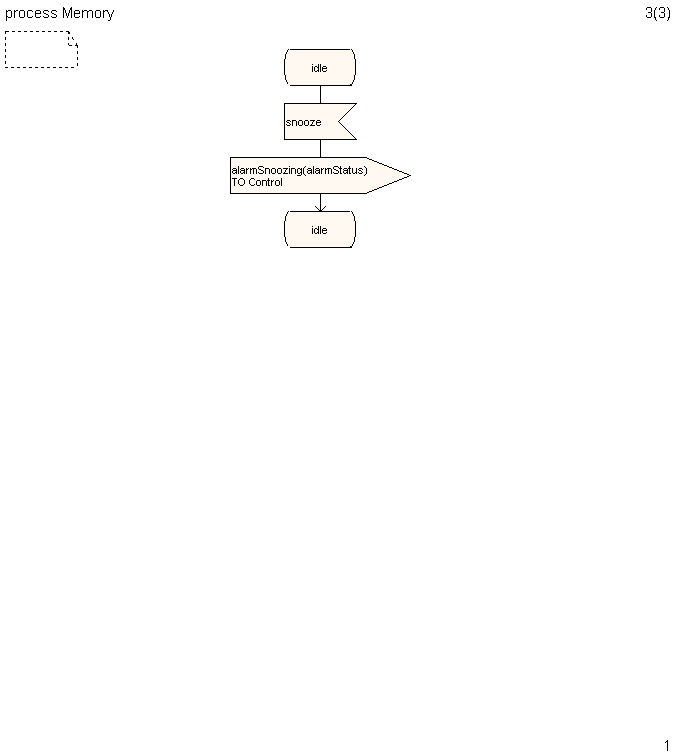 process Memory
3(3)
idle
snooze
alarmSnoozing(alarmStatus)
TO Control
idle
1